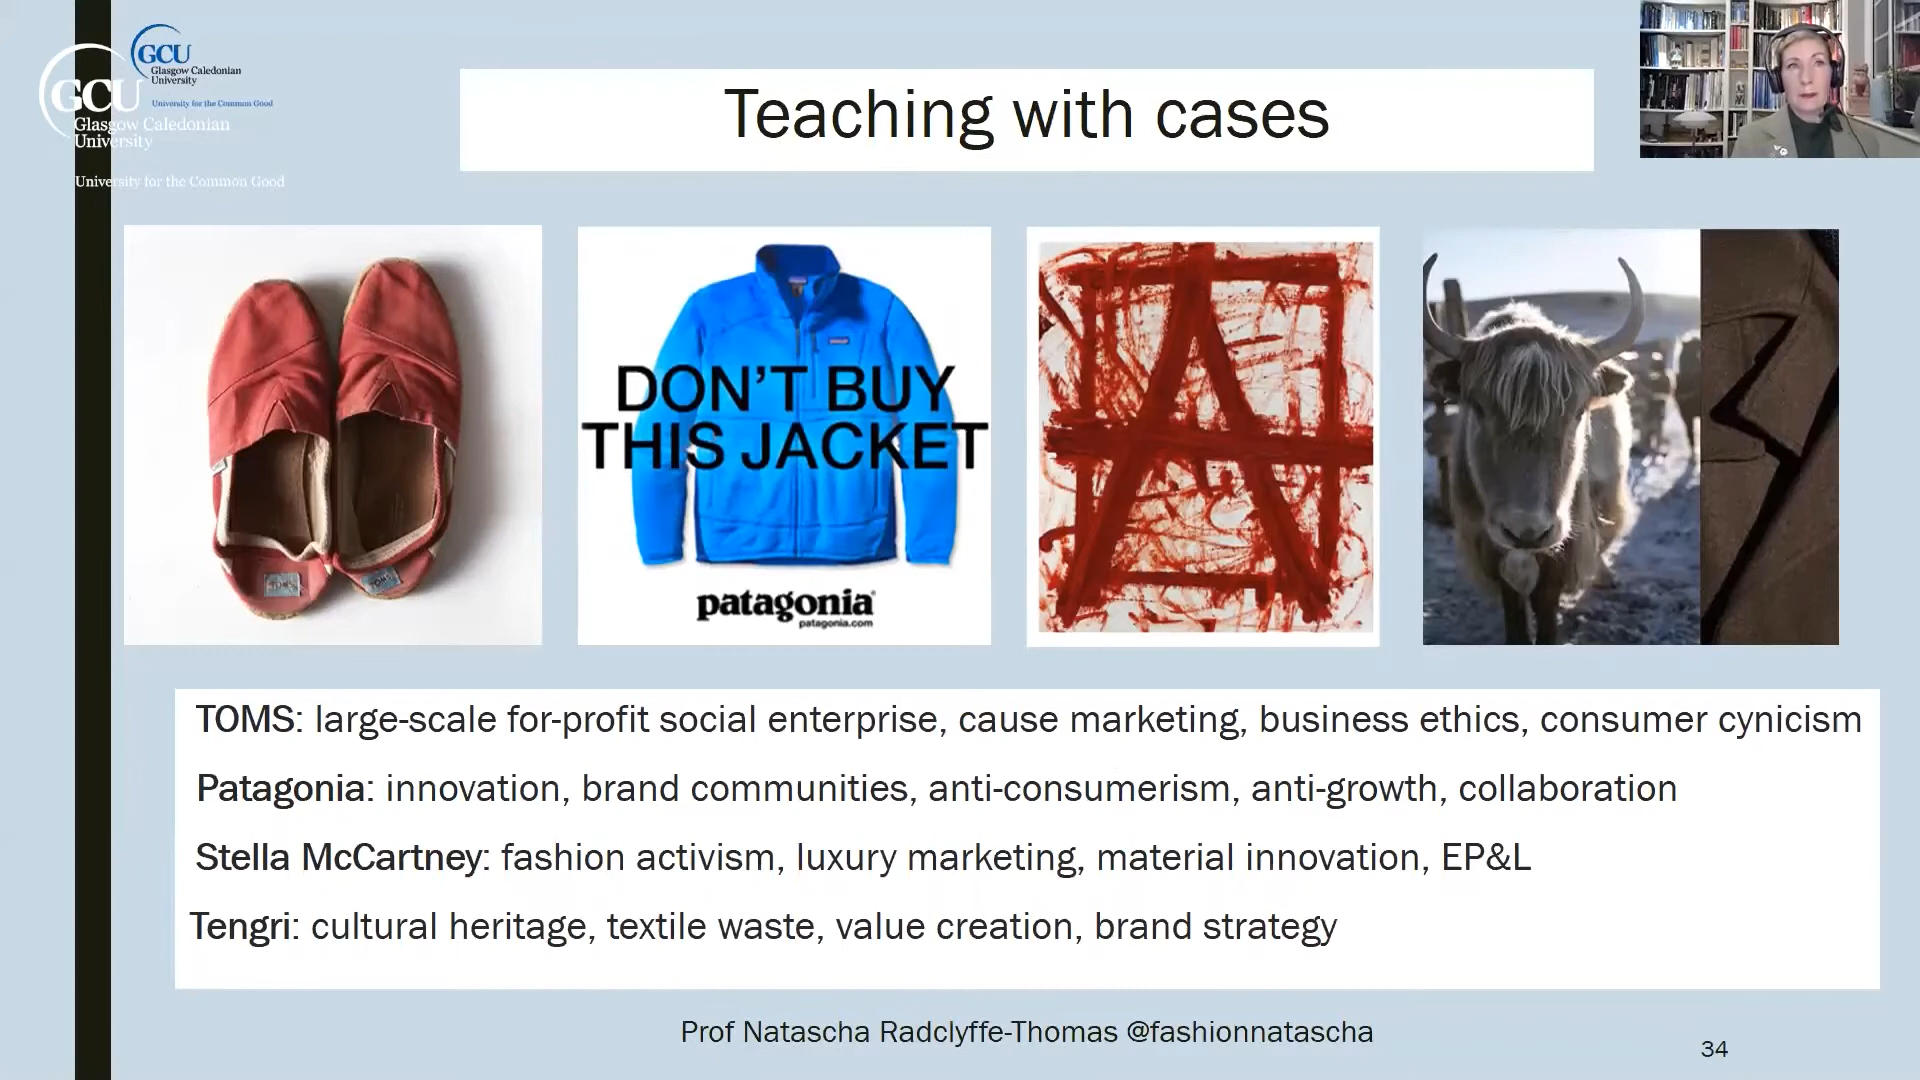 GCU
Glasgow Caledonian
University
University for the Common Good
GCU
Glasgow Caledonian
University
University for the Common Good
Teaching with cases
TOMS
TOMS
DON'T BUY
THIS JACKET
patagonia
patagonia.com
TOMS: large-scale for-profit social enterprise, cause marketing, business ethics, consumer cynicism
Patagonia: innovation, brand communities, anti-consumerism, anti-growth, collaboration
Stella McCartney: fashion activism, luxury marketing, material innovation, EP&L
Tengri: cultural heritage, textile waste, value creation, brand strategy
Prof Natascha Radclyffe-Thomas @fashionnatascha
34